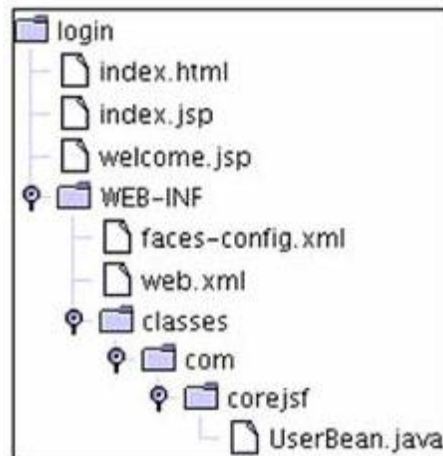 login
index.html
index.jsp
welcome.jsp
WEB-INF
faces-config.xml
web.xml
classes
com
corejsf
UserBean.java